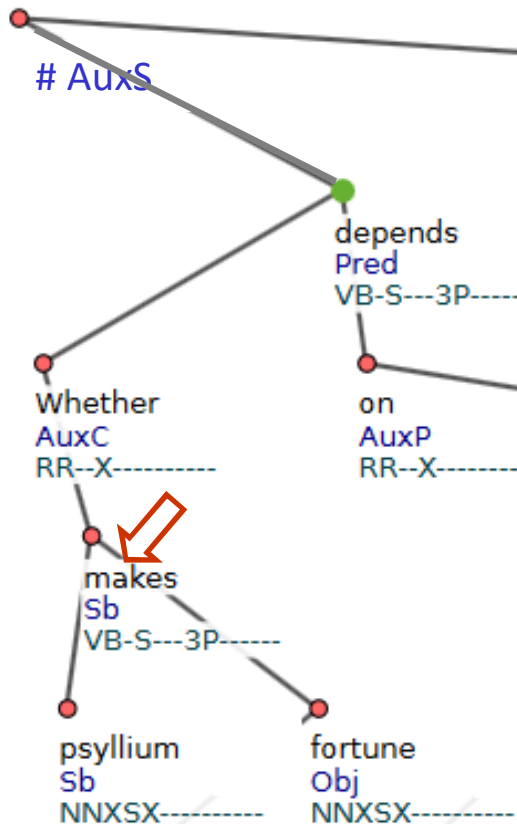 # AuxS
depends
Pred
VB-S---3P-----
Whether
AuxC
RR--X----------
on
AuxP
RR--X--------
makes
Sb
VB-S---3P------
psyllium
Sb
NNXSX----------
fortune
Obj
NNXSX----------